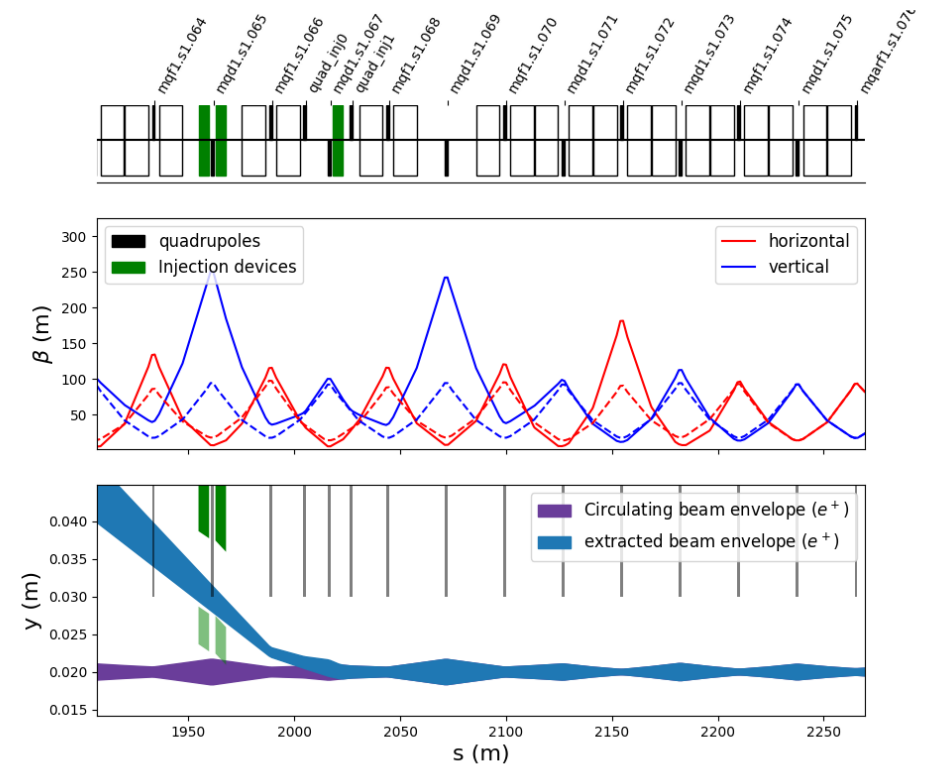 mqf1.s1.064
mqd1.s1.065
mqf1.s1.066
quad_inj0
mqd1.s1.067
quad_inj1
mqf1.s1.068
mqd1.s1.069
mqf1.s1.070
mqd1.s1.071
mqf1.s1.072
mqd1.s1.073
mqf1.s1.074
mqd1.s1.075
mqarf1.s1.076
300
250
200
150
100
50
β (m)
quadrupoles
Injection devices
horizontal
vertical
0.040
0.035
0.030
0.025
0.020
0.015
y (m)
Circulating beam envelope (e⁺)
extracted beam envelope (e⁺)
1950 2000 2050 2100 2150 2200 2250
s (m)